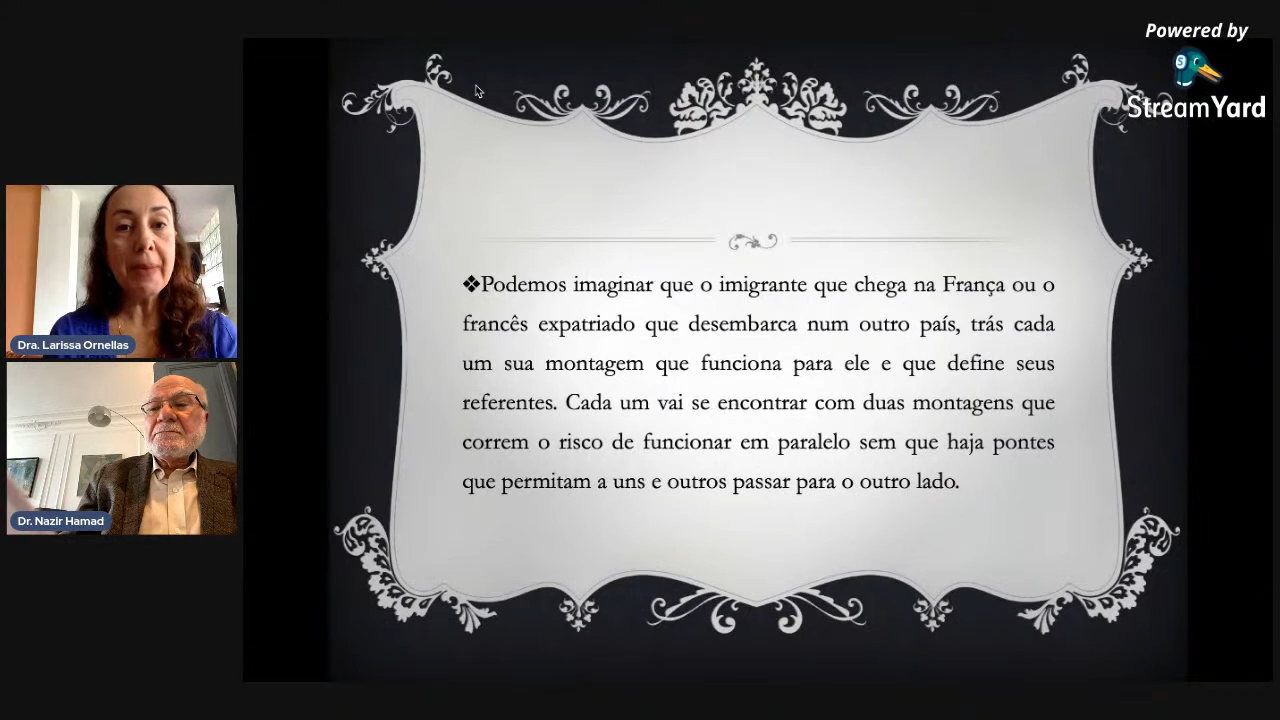 Powered by
StreamYard
❖Podemos imaginar que o imigrante que chega na França ou o
francês expatriado que desembarca num outro país, trás cada
um sua montagem que funciona para ele e que define seus
referentes. Cada um vai se encontrar com duas montagens que
correm o risco de funcionar em paralelo sem que haja pontes
que permitam a uns e outros passar para o outro lado.
Dra. Larissa Ornellas
Dr. Nazir Hamad